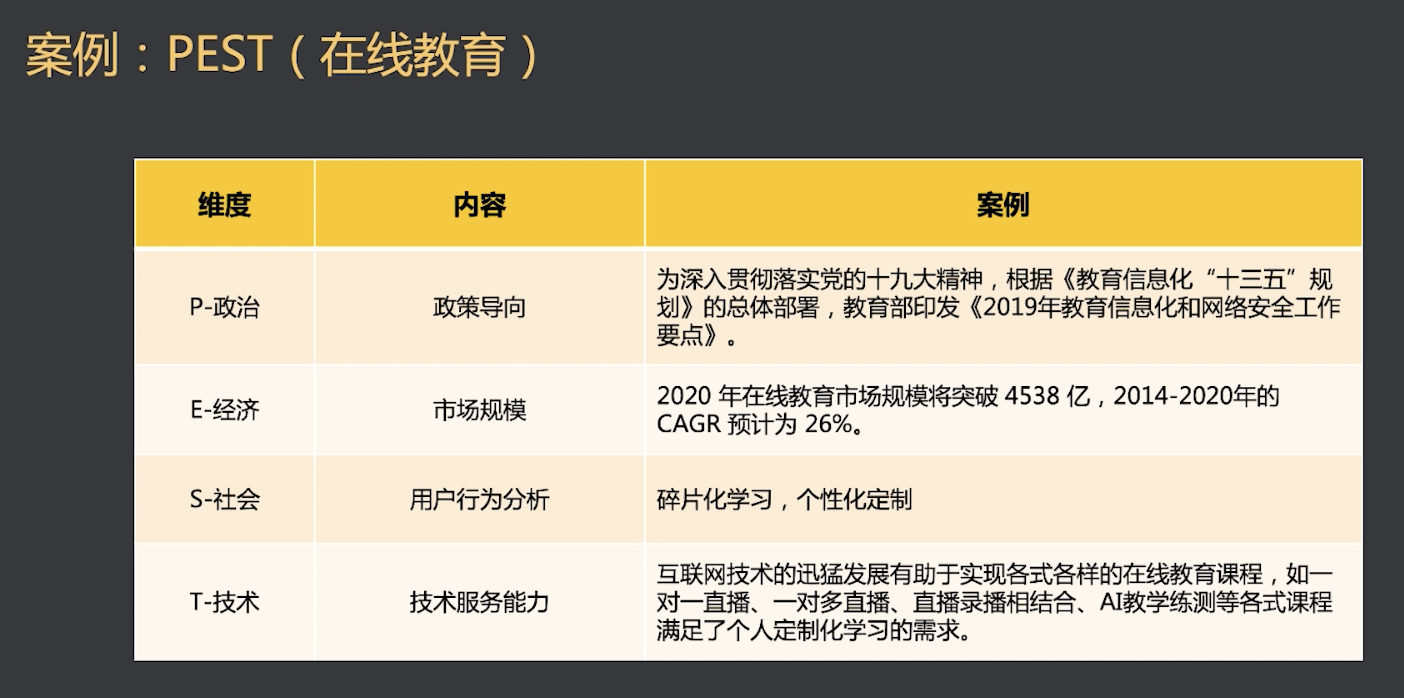 案例：PEST（在线教育）
维度
内容
案例
P-政治
政策导向
为深入贯彻落实党的十九大精神，根据《教育信息化“十三五”规
划》的总体部署，教育部印发《2019年教育信息化和网络安全工作
要点》。
E-经济
市场规模
2020 年在线教育市场规模将突破 4538 亿，2014-2020年的
CAGR 预计为 26%。
S-社会
用户行为分析
碎片化学习，个性化定制
T-技术
技术服务能力
互联网技术的迅猛发展有助于实现各式各样的在线教育课程，如一
对一直播、一对多直播、直播录播相结合、AI教学练测等各式课程
满足了个人定制化学习的需求。